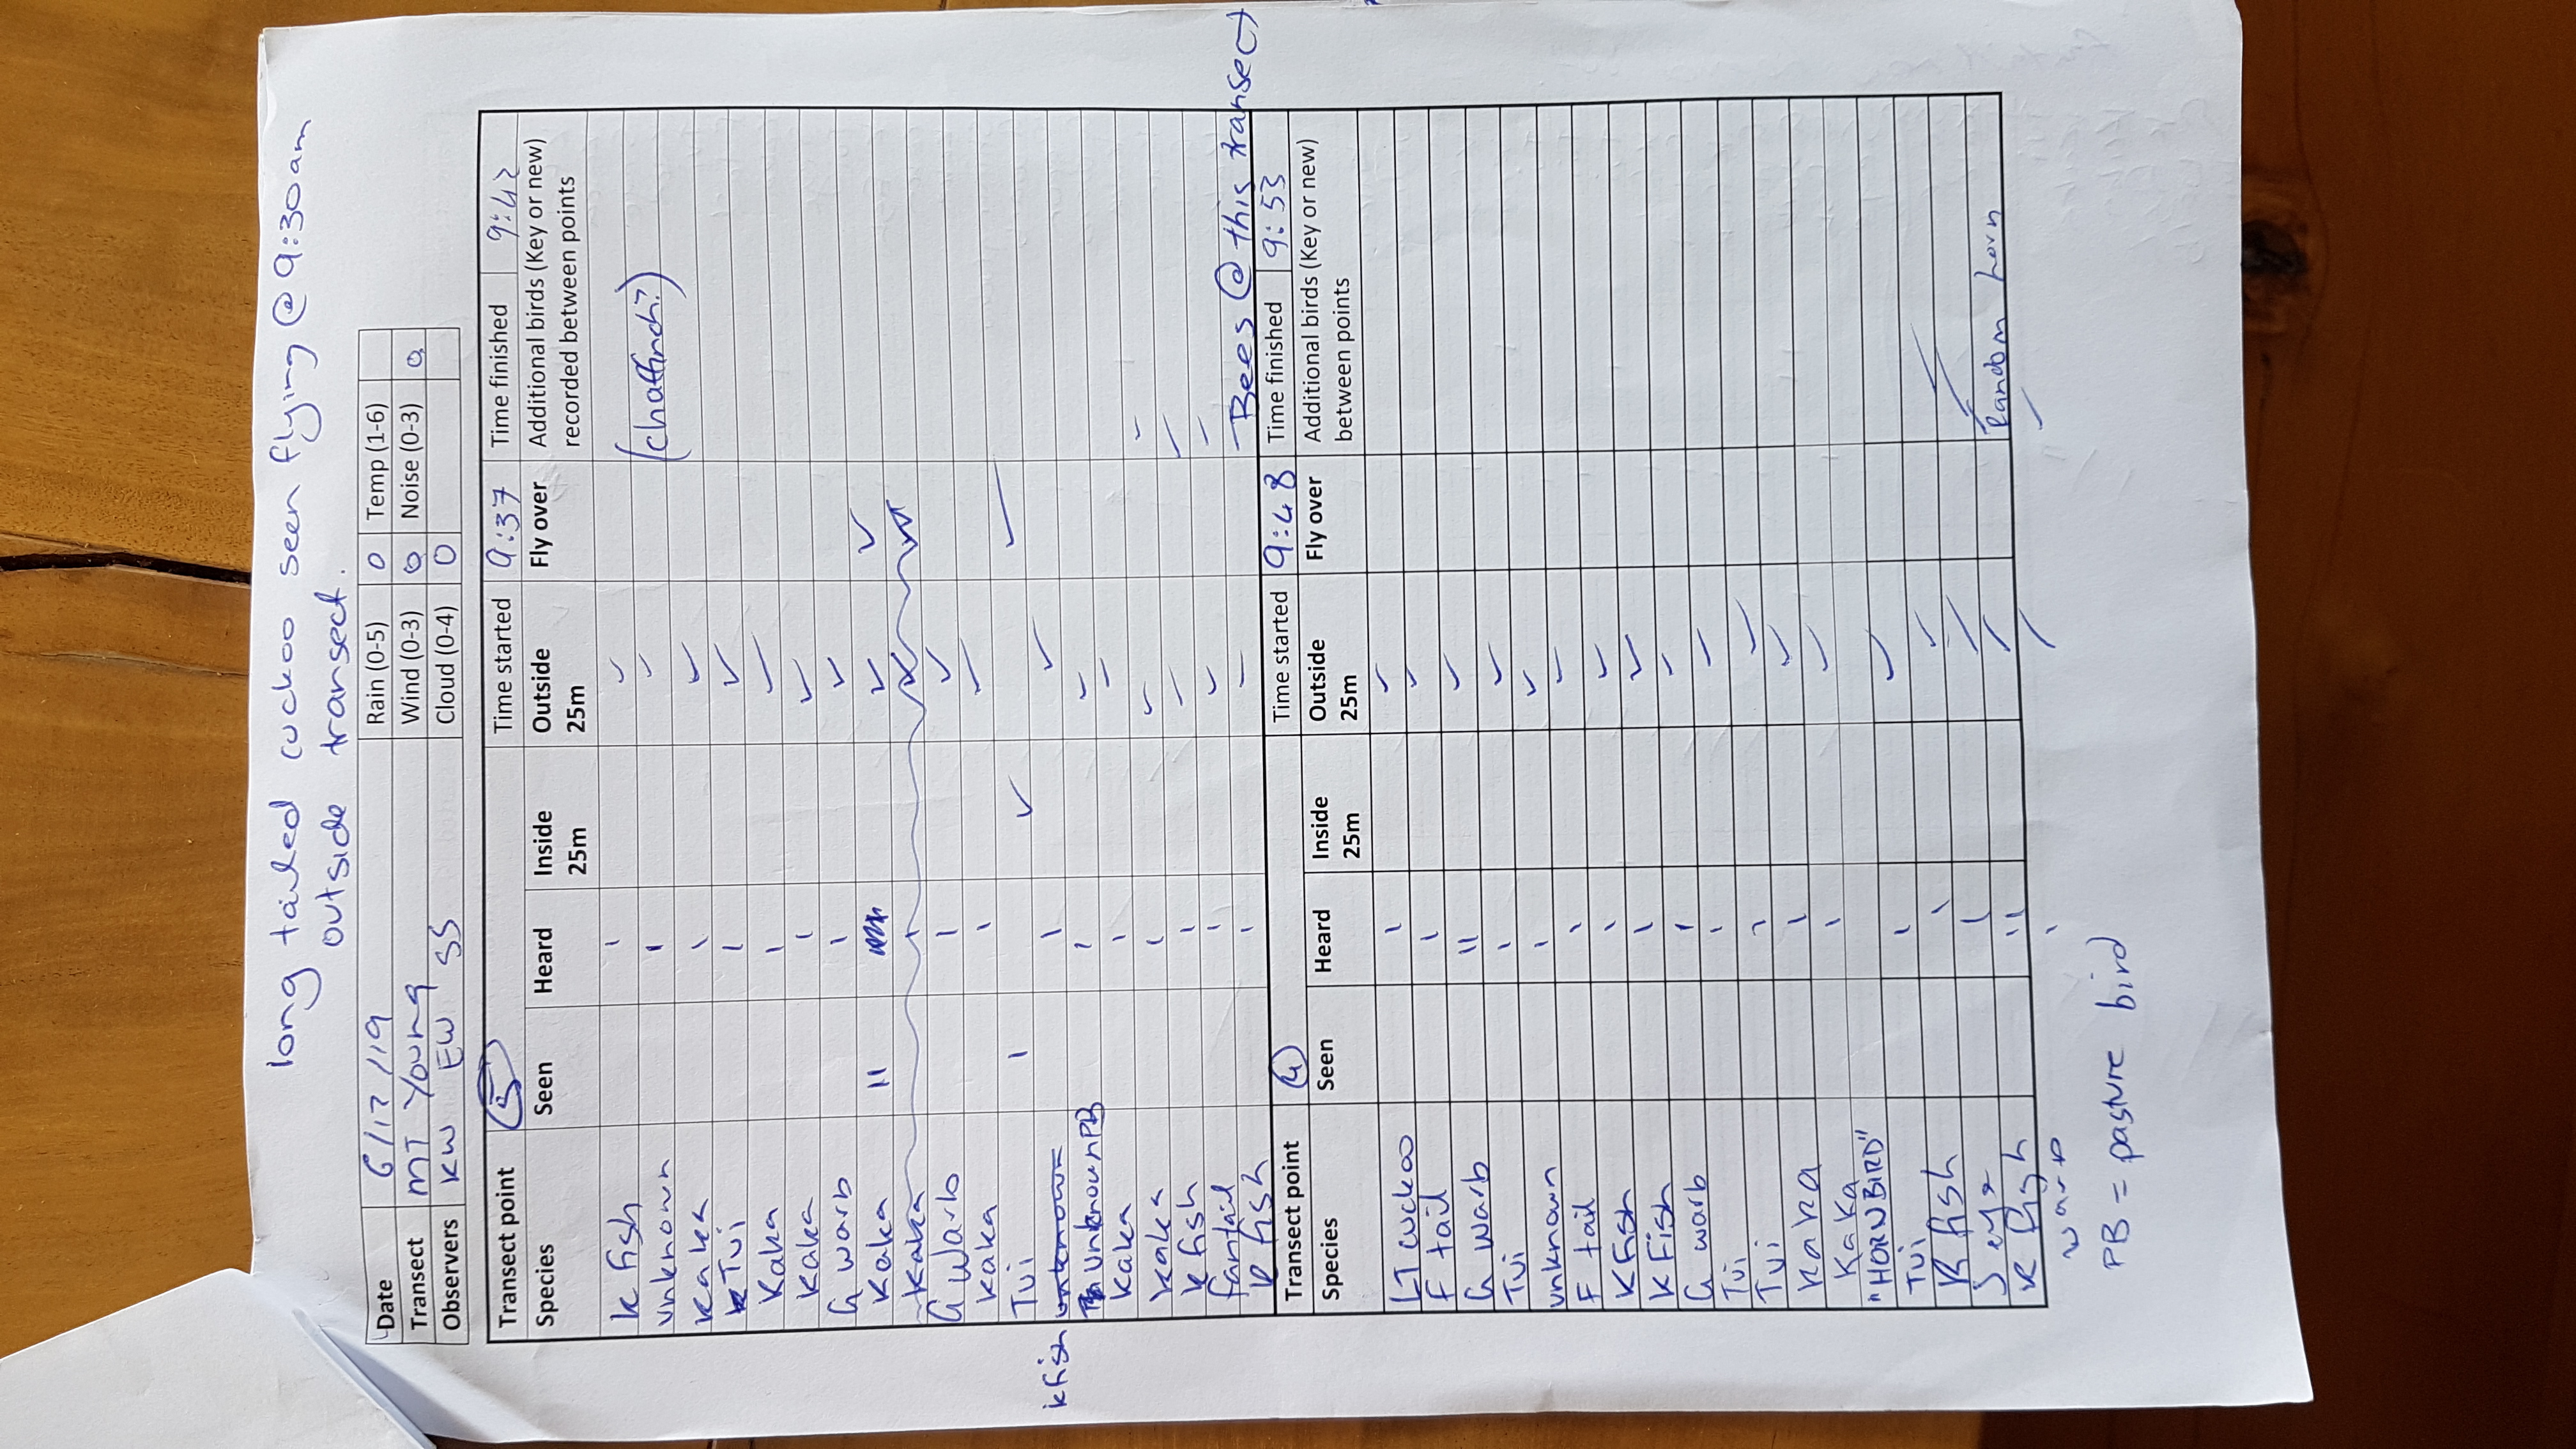 long tailed cuckoo seen flying @ 9:30am
outside transect.
Date 6/12/19 Rain (0-5) 0 Temp (1-6)
Transect MT Young Wind (0-3) 0 Noise (0-3) 0
Observers KW EW SS Cloud (0-4) 0
Transect point 5 Time started 9:37 Time finished 9:42
Species Seen Heard Inside 25m Outside 25m Fly over Additional birds (Key or new) recorded between points
K fish ı ✓
unknown ı ✓ (chaffinch?)
Kaka ı ✓
Tui ı ✓
Kaka ı ✓
Kaka ı ✓
G warb ı ✓
Kaka ıı ✓ ✓
Kaka ı
G Warb ı ✓
Kaka ı ✓
Tui ı ✓ ✓
k fish unknown ı ✓
unknown PB ı ✓
Kaka ı ✓
Kaka ı ✓ ✓
K fish ı ✓ ✓
fantail ı ✓ ✓
K fish ı ✓ Bees @ this transect
Transect point 4 Time started 9:48 Time finished 9:53
Species Seen Heard Inside 25m Outside 25m Fly over Additional birds (Key or new) between points
LT cuckoo ı ✓
F tail ı ✓
G warb ıı ✓
Tui ı ✓
unknown ı ✓
F tail ı ✓
K fish ı ✓
K fish ı ✓
G warb ı ✓
Tui ı ✓
Tui ı ✓
Kaka ı ✓
Kaka ı ✓
"HORNBIRD"
Tui ı ✓
K fish ı ✓
S eye ı ✓
K fish ıı ✓ Random horn
warb ı ✓ ✓
PB = pasture bird